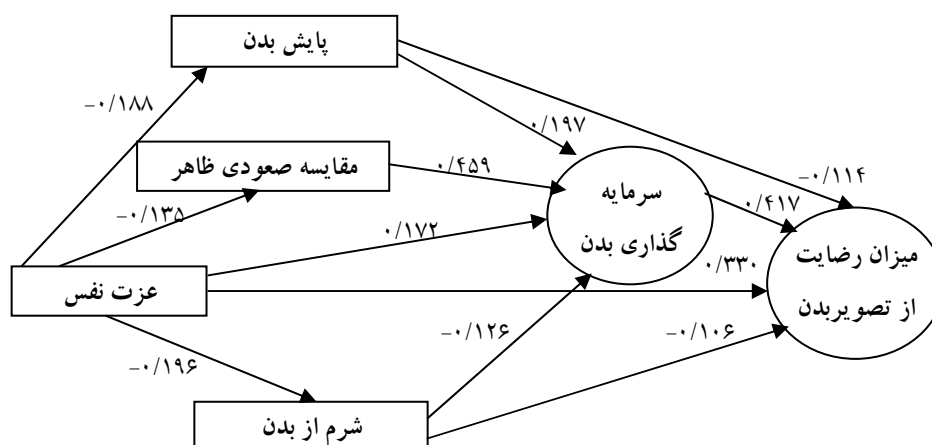 پایش بدن
-۰/۱۸۸
۰/۱۹۷
مقایسه صعودی ظاهر
۰/۴۵۹
-۰/۱۱۴
سرمایه
گذاری بدن
۰/۴۱۷
-۰/۱۳۵
۰/۱۷۲
میزان رضایت
از تصویربدن
۰/۳۳۰
عزت نفس
-۰/۱۲۶
-۰/۱۰۶
-۰/۱۹۶
شرم از بدن